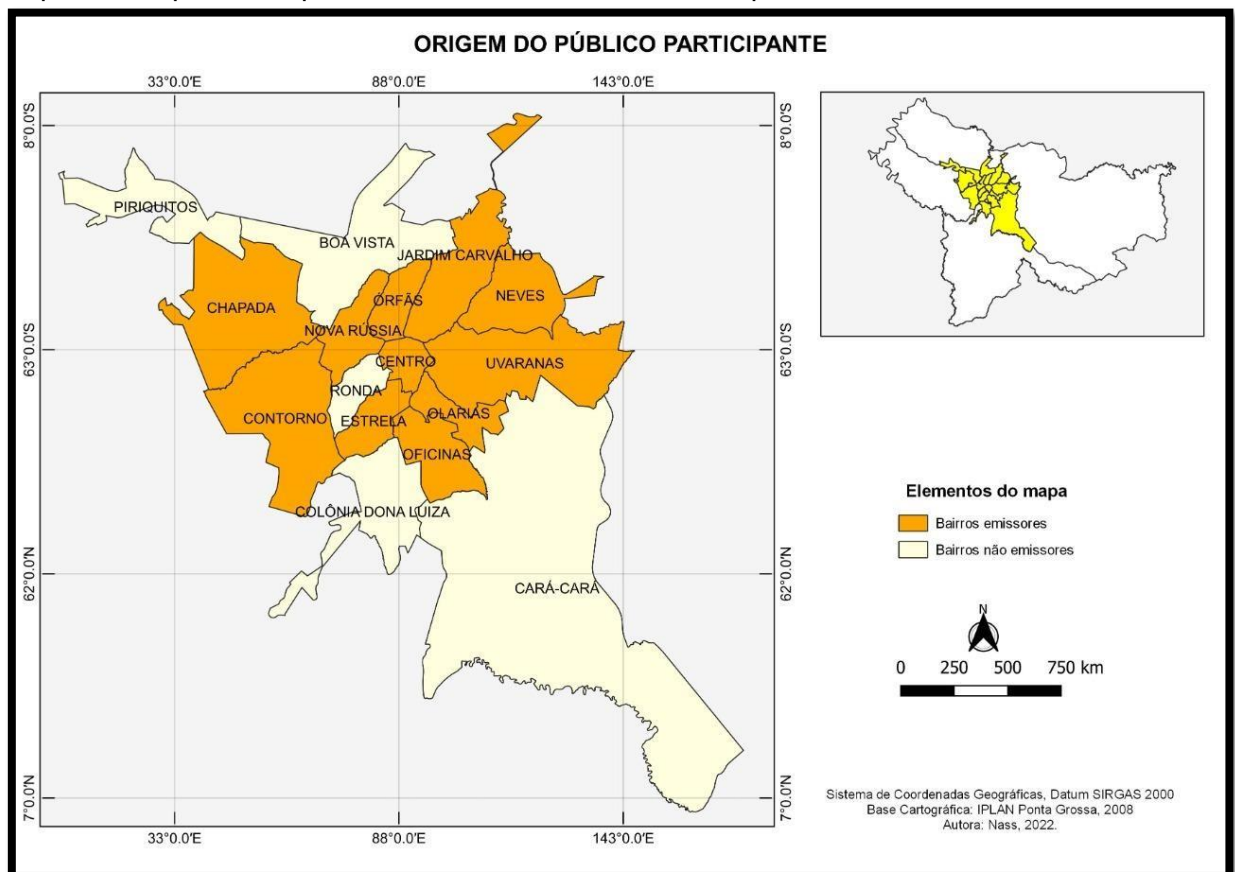 ORIGEM DO PÚBLICO PARTICIPANTE
33°0.0'E 88°0.0'E 143°0.0'E
8°0.0'S 8°0.0'S
PIRIQUITOS
BOA VISTA
JARDIM CARVALHO
CHAPADA
ÓRFÃS
NEVES
NOVA RÚSSIA
63°0.0'S 63°0.0'S
CENTRO
UVARANAS
RONDA
CONTORNO
ESTRELA
OLARIAS
OFICINAS
COLÔNIA DONA LUIZA
62°0.0'N 62°0.0'N
CARÁ-CARÁ
7°0.0'N 7°0.0'N
33°0.0'E 88°0.0'E 143°0.0'E
Elementos do mapa
Bairros emissores
Bairros não emissores
N
0 250 500 750 km
Sistema de Coordenadas Geográficas, Datum SIRGAS 2000
Base Cartográfica: IPLAN Ponta Grossa, 2008
Autora: Nass, 2022.